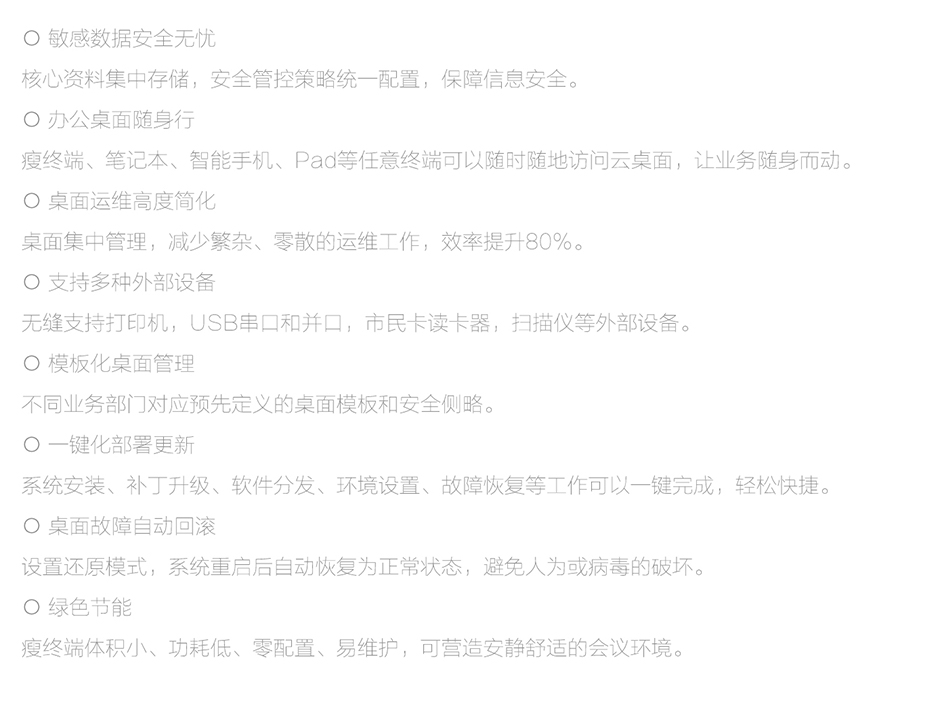 ○ 敏感数据安全无忧
核心资料集中存储，安全管控策略统一配置，保障信息安全。
○ 办公桌面随身行
瘦终端、笔记本、智能手机、Pad等任意终端可以随时随地访问云桌面，让业务随身而动。
○ 桌面运维高度简化
桌面集中管理，减少繁杂、零散的运维工作，效率提升80%。
○ 支持多种外部设备
无缝支持打印机，USB串口和并口，市民卡读卡器，扫描仪等外部设备。
○ 模板化桌面管理
不同业务部门对应预先定义的桌面模板和安全侧略。
○ 一键化部署更新
系统安装、补丁升级、软件分发、环境设置、故障恢复等工作可以一键完成，轻松快捷。
○ 桌面故障自动回滚
设置还原模式，系统重启后自动恢复为正常状态，避免人为或病毒的破坏。
○ 绿色节能
瘦终端体积小、功耗低、零配置、易维护，可营造安静舒适的会议环境。